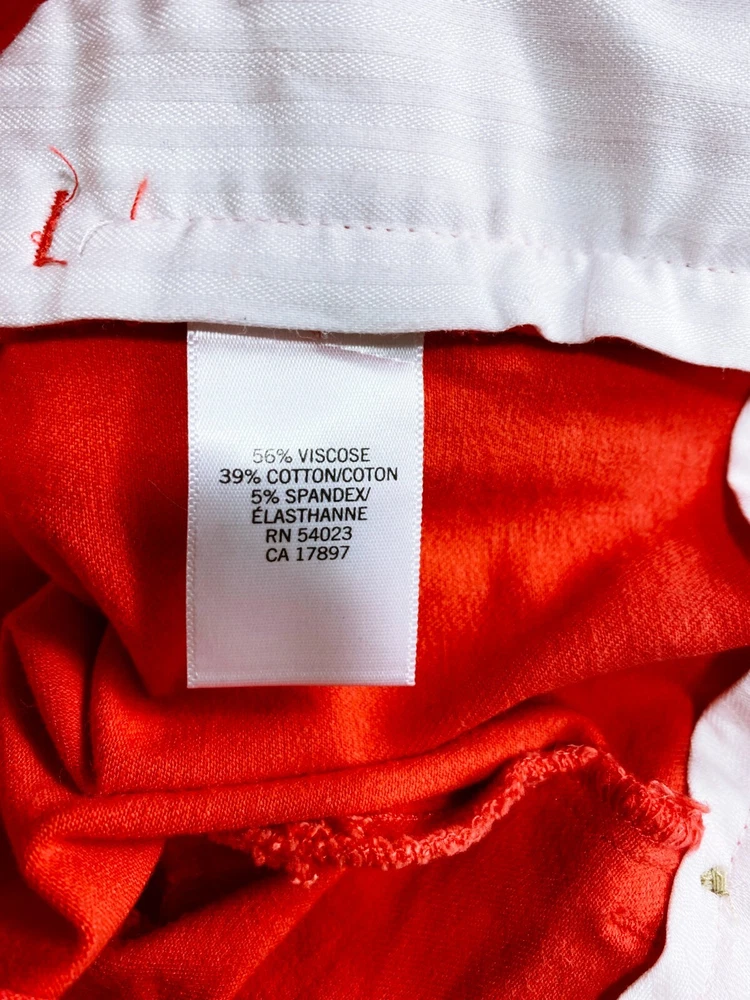 56% VISCOSE
39% COTTON/COTON
5% SPANDEX/
ÉLASTHANNE
RN 54023
CA 17897